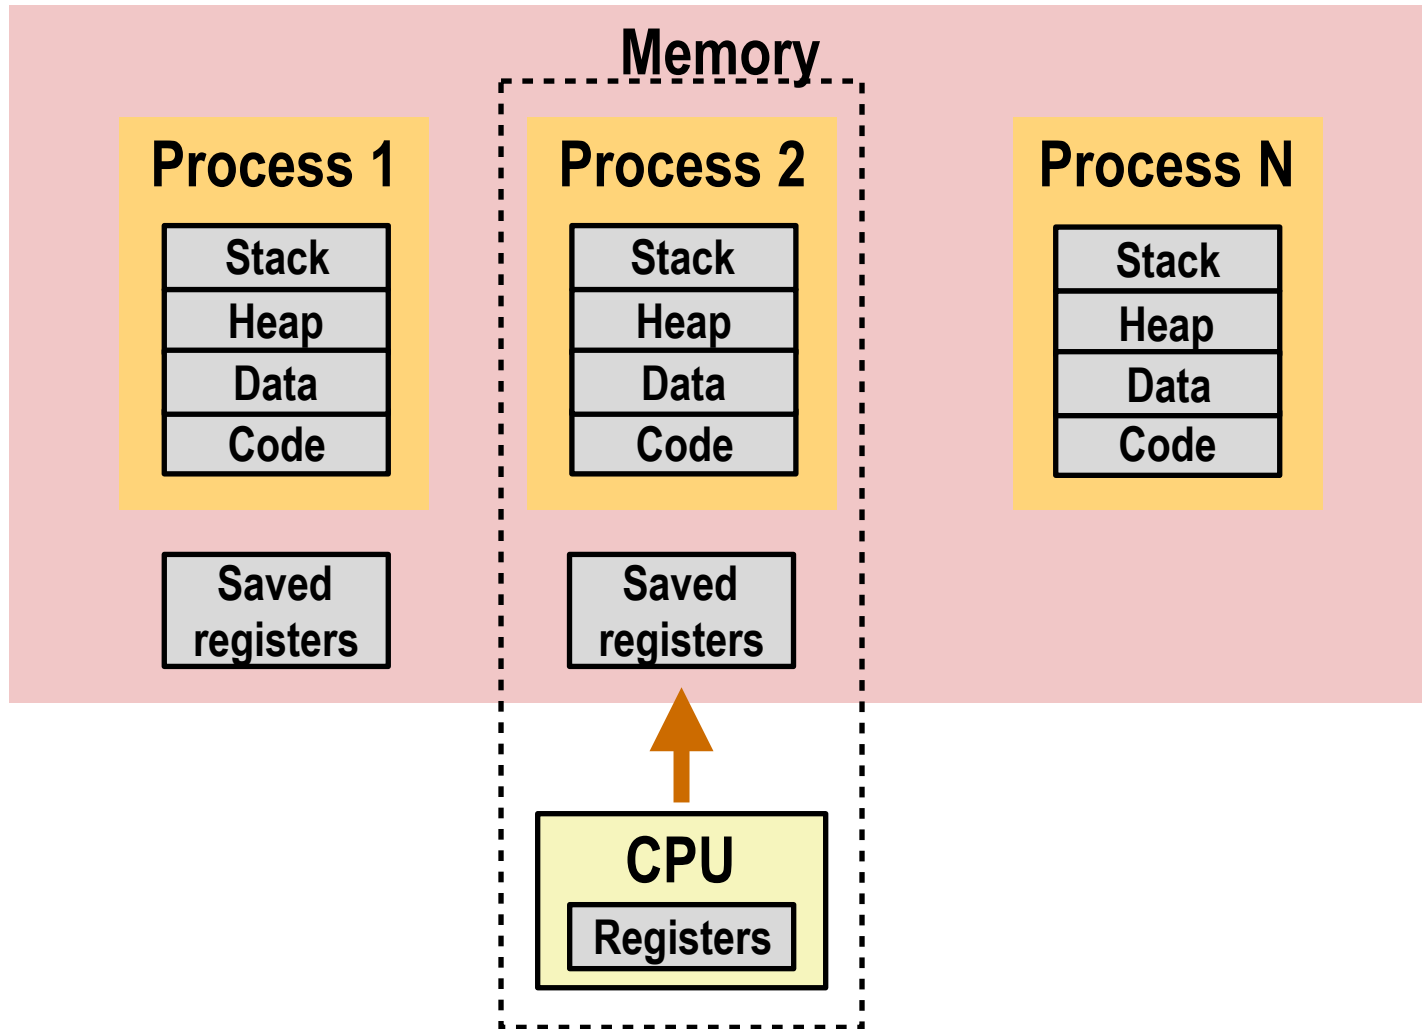 Memory
Process 1
Stack
Heap
Data
Code
Saved
registers
Process 2
Stack
Heap
Data
Code
Saved
registers
Process N
Stack
Heap
Data
Code
CPU
Registers